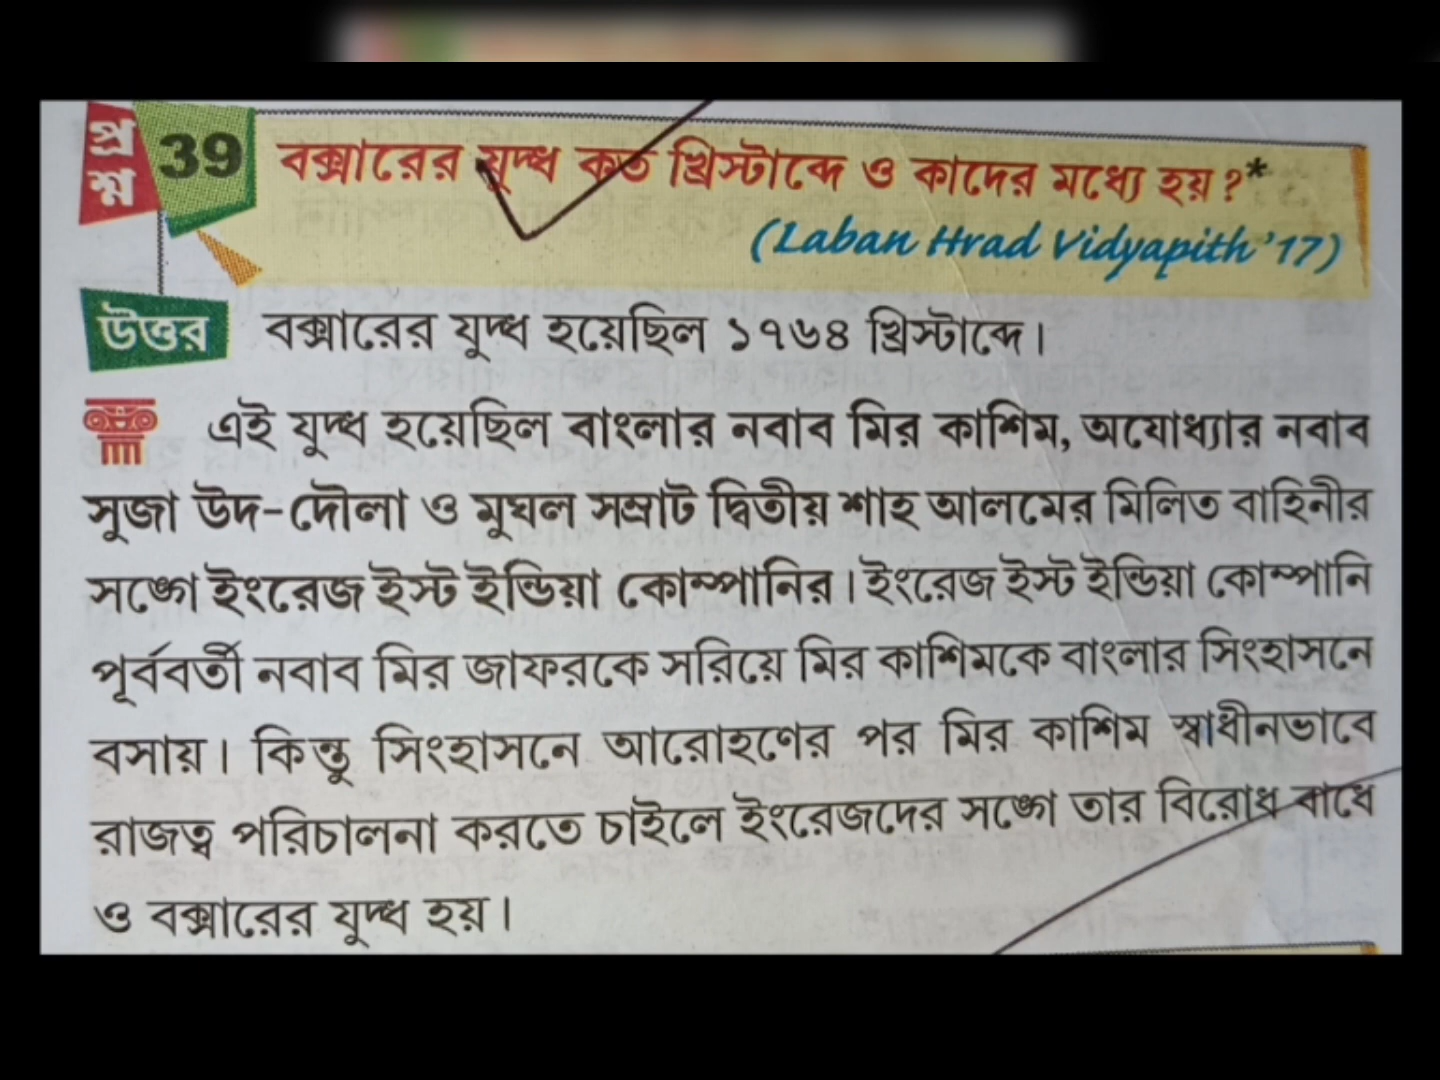 প্রশ্ন 39 বক্সারের যুদ্ধ কত খ্রিস্টাব্দে ও কাদের মধ্যে হয়?*
(Laban Hrad Vidyapith '17)
উত্তর বক্সারের যুদ্ধ হয়েছিল ১৭৬৪ খ্রিস্টাব্দে।
এই যুদ্ধ হয়েছিল বাংলার নবাব মির কাশিম, অযোধ্যার নবাব
সুজা উদ-দৌলা ও মুঘল সম্রাট দ্বিতীয় শাহ আলমের মিলিত বাহিনীর
সঙ্গে ইংরেজ ইস্ট ইন্ডিয়া কোম্পানির। ইংরেজ ইস্ট ইন্ডিয়া কোম্পানি
পূর্ববর্তী নবাব মির জাফরকে সরিয়ে মির কাশিমকে বাংলার সিংহাসনে
বসায়। কিন্তু সিংহাসনে আরোহণের পর মির কাশিম স্বাধীনভাবে
রাজত্ব পরিচালনা করতে চাইলে ইংরেজদের সঙ্গে তার বিরোধ বাধে
ও বক্সারের যুদ্ধ হয়।